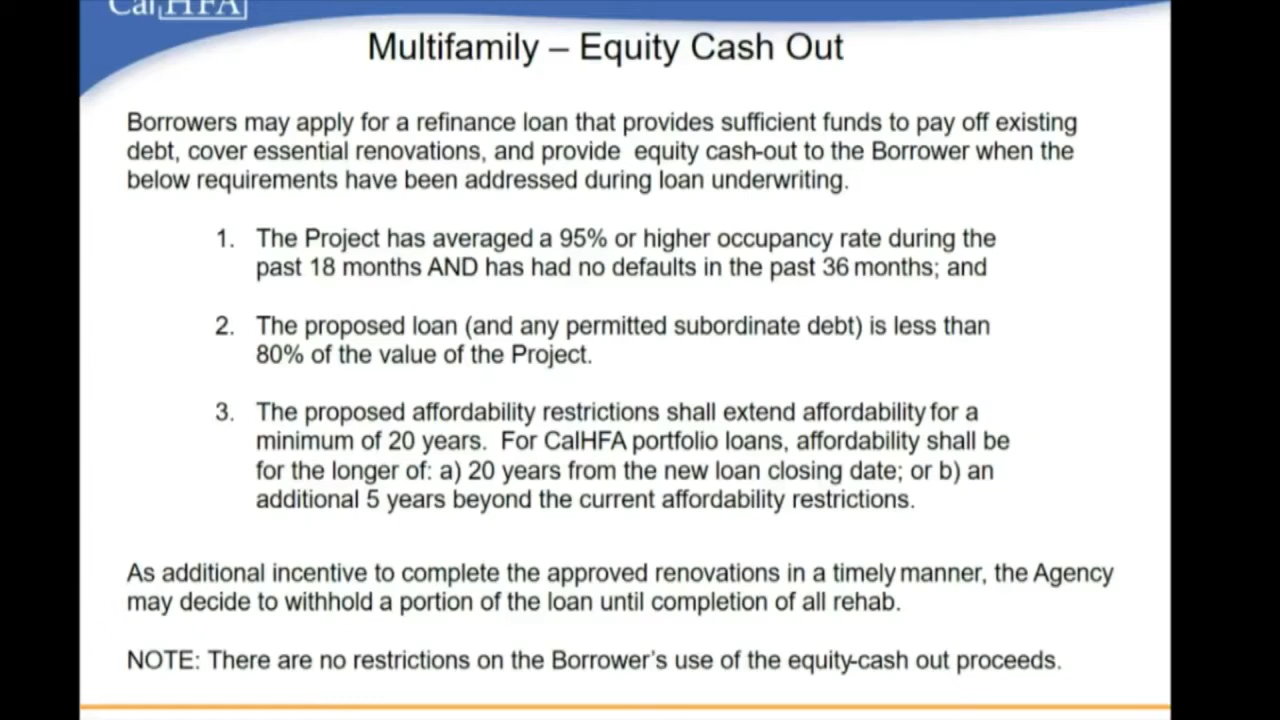 CalHFA
Multifamily – Equity Cash Out
Borrowers may apply for a refinance loan that provides sufficient funds to pay off existing
debt, cover essential renovations, and provide equity cash-out to the Borrower when the
below requirements have been addressed during loan underwriting.
1. The Project has averaged a 95% or higher occupancy rate during the
past 18 months AND has had no defaults in the past 36 months; and
2. The proposed loan (and any permitted subordinate debt) is less than
80% of the value of the Project.
3. The proposed affordability restrictions shall extend affordability for a
minimum of 20 years. For CalHFA portfolio loans, affordability shall be
for the longer of: a) 20 years from the new loan closing date; or b) an
additional 5 years beyond the current affordability restrictions.
As additional incentive to complete the approved renovations in a timely manner, the Agency
may decide to withhold a portion of the loan until completion of all rehab.
NOTE: There are no restrictions on the Borrower's use of the equity-cash out proceeds.